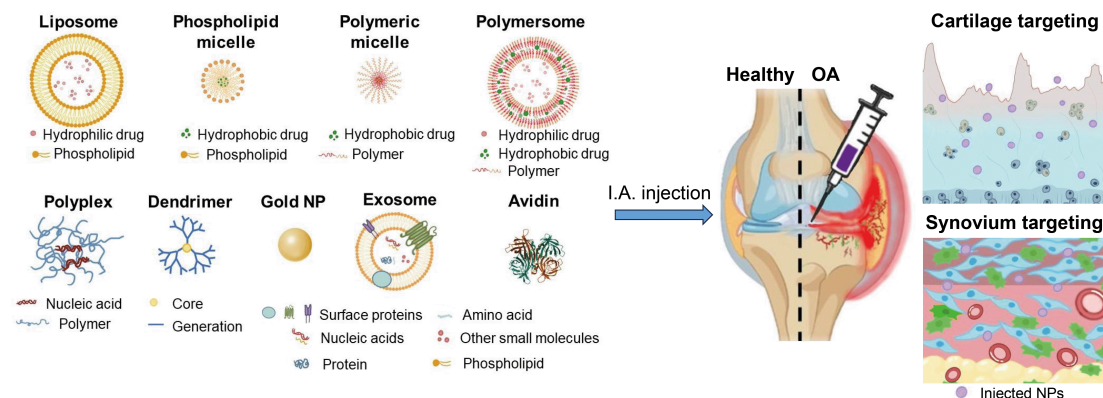 Liposome
Phospholipid
micelle
Polymeric
micelle
Polymersome
Hydrophilic drug
Phospholipid
Hydrophobic drug
Phospholipid
Hydrophobic drug
Polymer
Hydrophilic drug
Hydrophobic drug
Polymer
Polyplex
Dendrimer
Gold NP
Exosome
Avidin
Nucleic acid
Polymer
Core
Generation
Surface proteins
Nucleic acids
Protein
Amino acid
Other small molecules
Phospholipid
I.A. injection
Healthy
OA
Cartilage targeting
Synovium targeting
Injected NPs